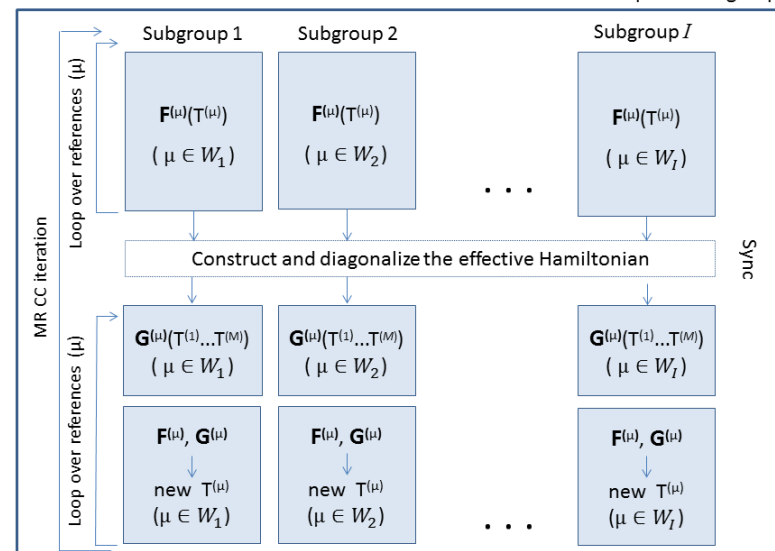 Subgroup 1 Subgroup 2 Subgroup I
MR CC iteration
Loop over references (μ)
F(μ)(T(μ)) F(μ)(T(μ)) F(μ)(T(μ))
( μ ∈ W1) ( μ ∈ W2) ( μ ∈ WI)
. . .
Construct and diagonalize the effective Hamiltonian
Sync
Loop over references (μ)
G(μ)(T(1)...T(M)) G(μ)(T(1)...T(M)) G(μ)(T(1)...T(M))
(μ ∈ W1) (μ ∈ W2) (μ ∈ WI)
F(μ), G(μ) F(μ), G(μ) F(μ), G(μ)
new T(μ) new T(μ) new T(μ)
(μ ∈ W1) (μ ∈ W2) (μ ∈ WI)
. . .